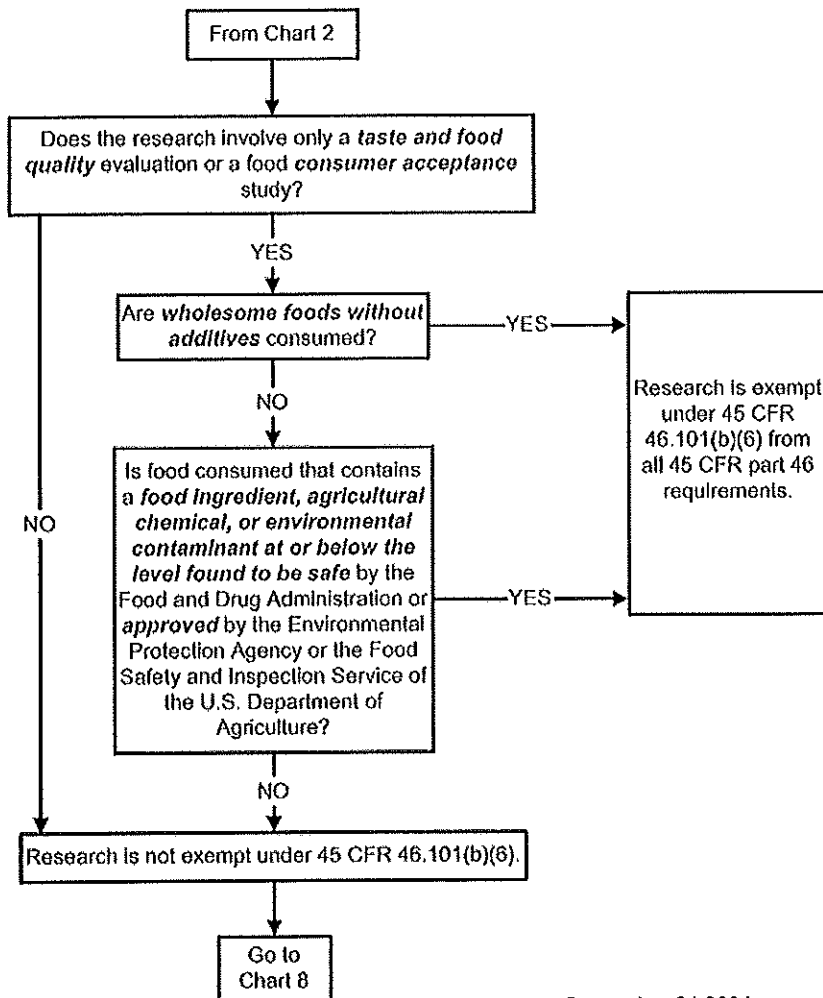 From Chart 2
Does the research involve only a taste and food
quality evaluation or a food consumer acceptance
study?
YES
Are wholesome foods without
additives consumed?
YES
NO
Research is exempt
under 45 CFR
46.101(b)(6) from
all 45 CFR part 46
requirements.
Is food consumed that contains
a food ingredient, agricultural
chemical, or environmental
contaminant at or below the
level found to be safe by the
Food and Drug Administration or
approved by the Environmental
Protection Agency or the Food
Safety and Inspection Service of
the U.S. Department of
Agriculture?
NO
YES
NO
Research is not exempt under 45 CFR 46.101(b)(6).
Go to
Chart 8